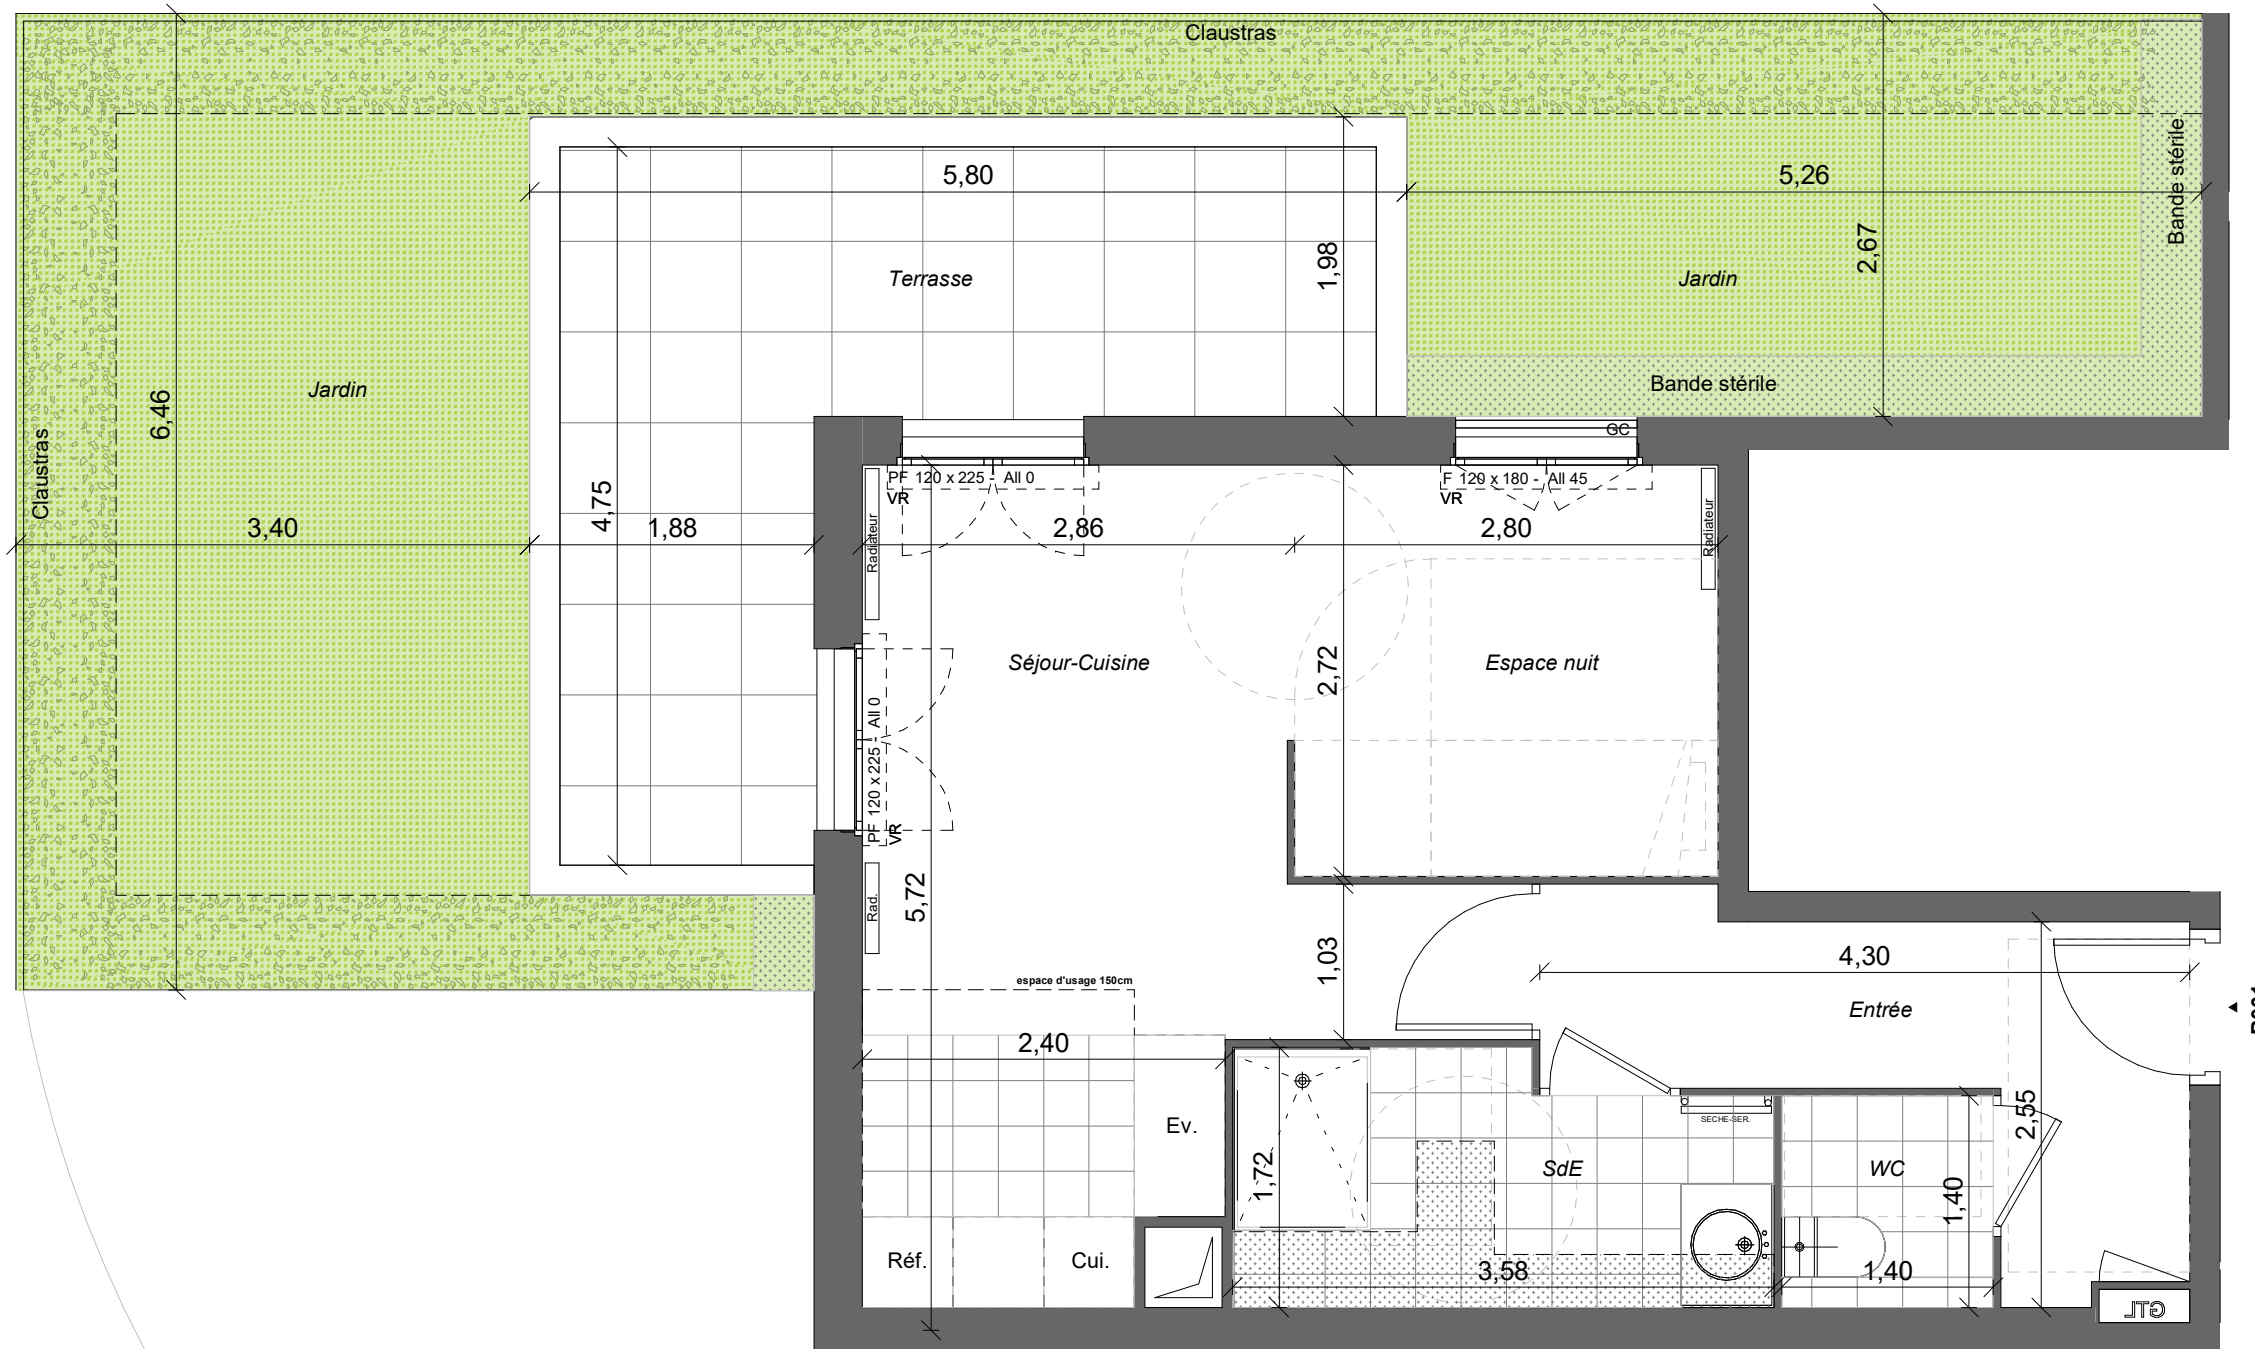 Claustras
5,80
5,26
Bande stérile
1,98
2,67
Terrasse
Jardin
Jardin
Bande stérile
6,46
Claustras
GC
PF 120 x 225 - All 0
VR
F 120 x 180 - All 45
VR
4,75
3,40
1,88
2,86
2,80
Radiateur
Radiateur
Séjour-Cuisine
2,72
Espace nuit
PF 120 x 225 - All 0
VR
Rad.
5,72
1,03
4,30
espace d'usage 150cm
Entrée
2,40
Ev.
SECHE-SER.
2,55
1,72
SdE
WC
1,40
Réf.
Cui.
3,58
1,40
GTL